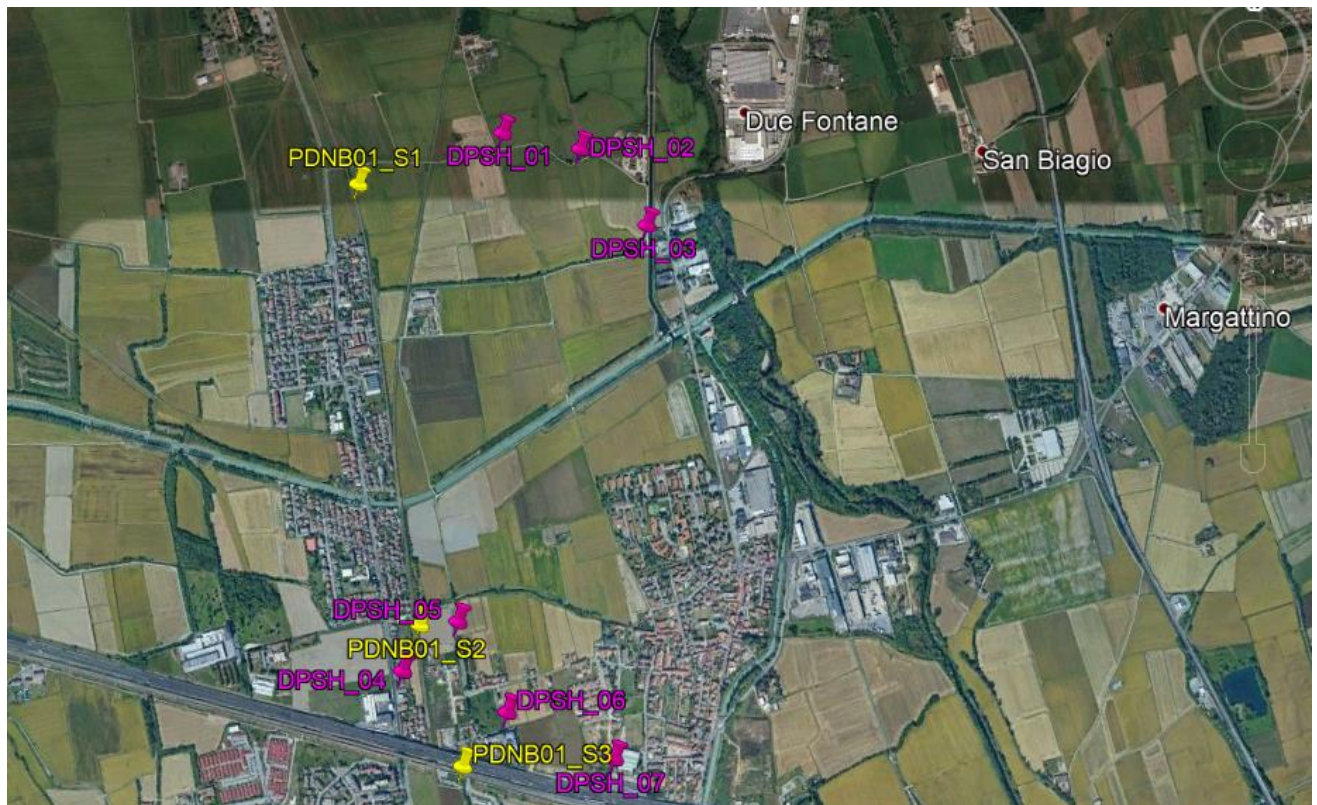 Due Fontane
DPSH_01
DPSH_02
PDNB01_S1
San Biagio
DPSH_03
Margattino
DPSH_05
PDNB01_S2
DPSH_04
DPSH_06
PDNB01_S3
DPSH_07